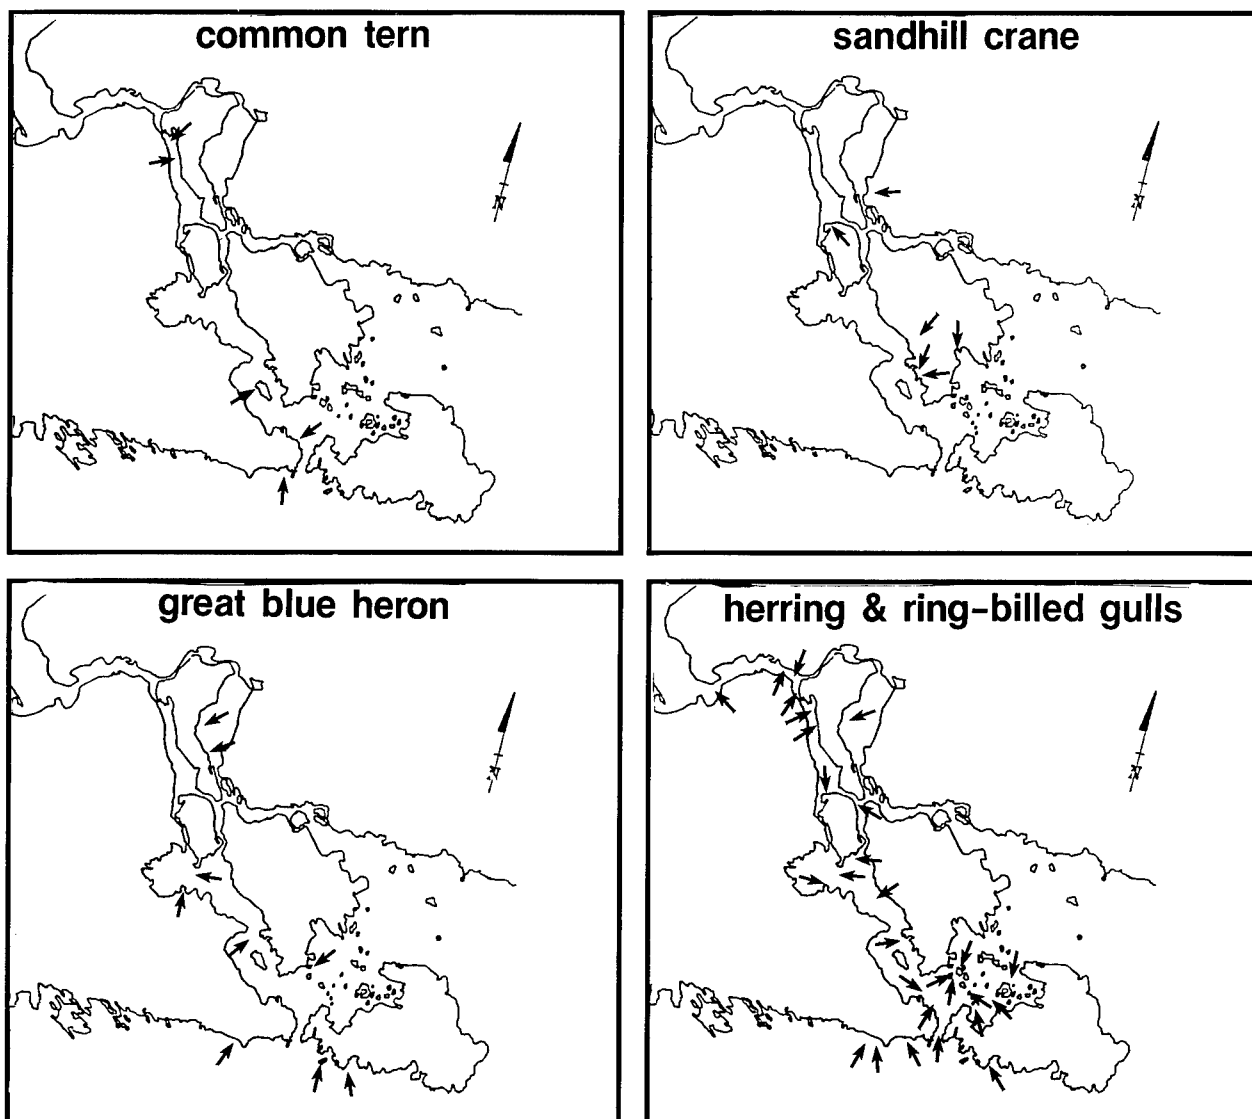 common tern
sandhill crane
N
N
great blue heron
herring & ring-billed gulls
N
N